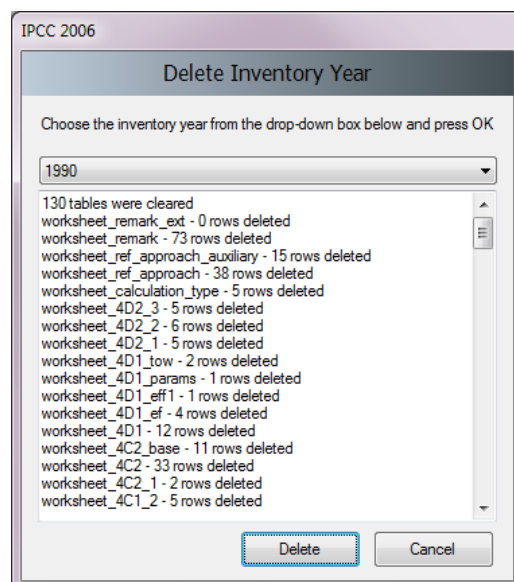 IPCC 2006
Delete Inventory Year
Choose the inventory year from the drop-down box below and press OK
1990
130 tables were cleared
worksheet_remark_ext - 0 rows deleted
worksheet_remark - 73 rows deleted
worksheet_ref_approach_auxiliary - 15 rows deleted
worksheet_ref_approach - 38 rows deleted
worksheet_calculation_type - 5 rows deleted
worksheet_4D2_3 - 5 rows deleted
worksheet_4D2_2 - 6 rows deleted
worksheet_4D2_1 - 5 rows deleted
worksheet_4D1_tow - 2 rows deleted
worksheet_4D1_params - 1 rows deleted
worksheet_4D1_eff1 - 1 rows deleted
worksheet_4D1_ef - 4 rows deleted
worksheet_4D1 - 12 rows deleted
worksheet_4C2_base - 11 rows deleted
worksheet_4C2 - 33 rows deleted
worksheet_4C2_1 - 2 rows deleted
worksheet_4C1_2 - 5 rows deleted
Delete
Cancel